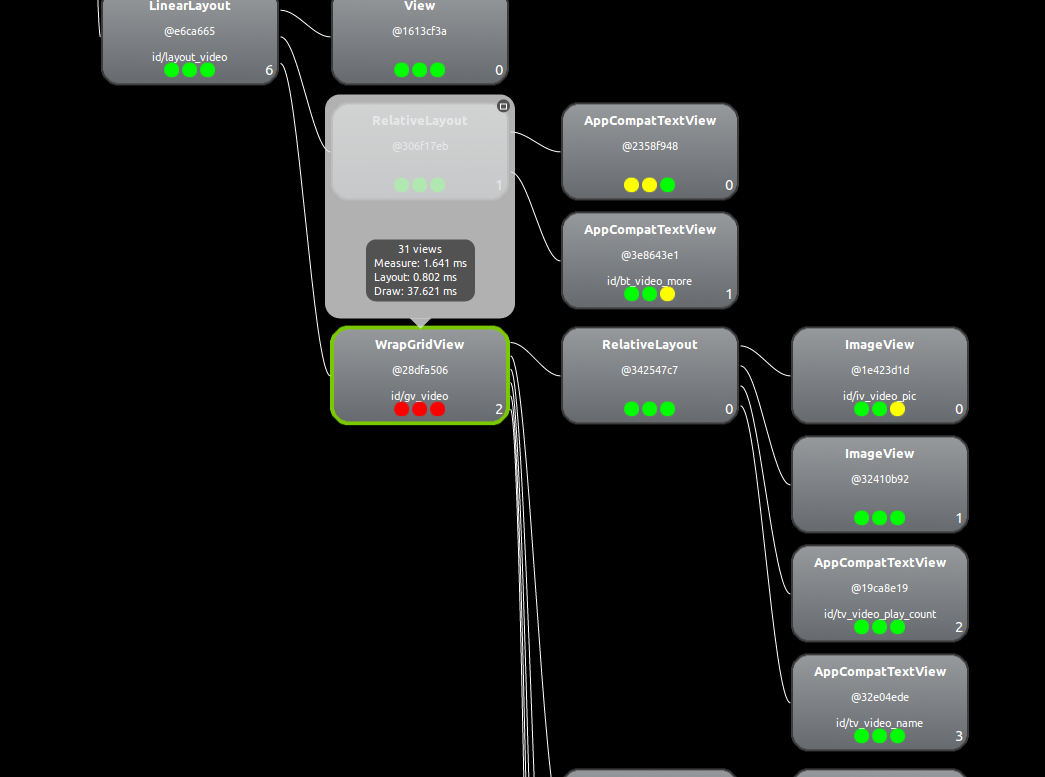 LinearLayout
@e6ca665
id/layout_video
6
View
@1613cf3a
0
RelativeLayout
@306f17eb
1
AppCompatTextView
@2358f948
0
31 views
Measure: 1.641 ms
Layout: 0.802 ms
Draw: 37.621 ms
AppCompatTextView
@3e8643e1
id/bt_video_more
1
WrapGridView
@28dfa506
id/gv_video
2
RelativeLayout
@342547c7
0
ImageView
@1e423d1d
id/iv_video_pic
0
ImageView
@32410b92
1
AppCompatTextView
@19ca8e19
id/tv_video_play_count
2
AppCompatTextView
@32e04ede
id/tv_video_name
3